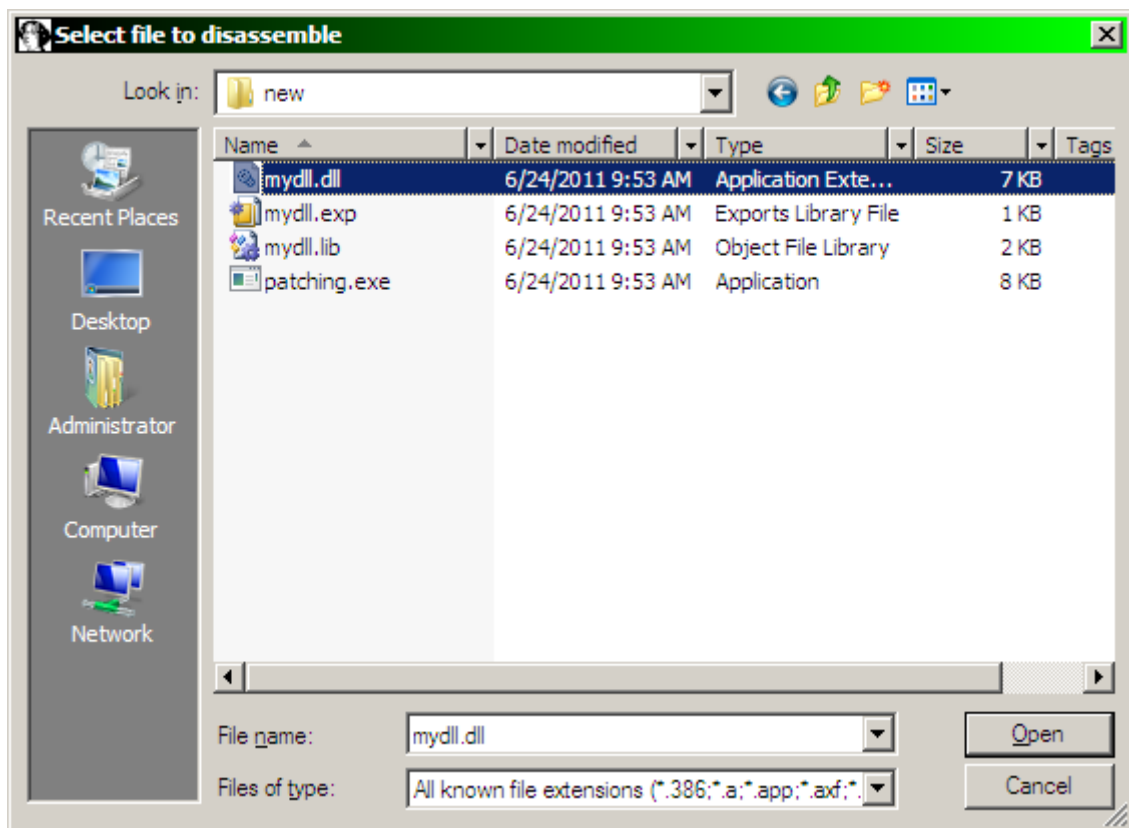 Select file to disassemble
Look in: new
Name Date modified Type Size Tags
mydll.dll 6/24/2011 9:53 AM Application Exte... 7 KB
mydll.exp 6/24/2011 9:53 AM Exports Library File 1 KB
mydll.lib 6/24/2011 9:53 AM Object File Library 2 KB
patching.exe 6/24/2011 9:53 AM Application 8 KB
Recent Places
Desktop
Administrator
Computer
Network
File name: mydll.dll Open
Files of type: All known file extensions (*.386;*.a;*.app;*.axf;*. Cancel